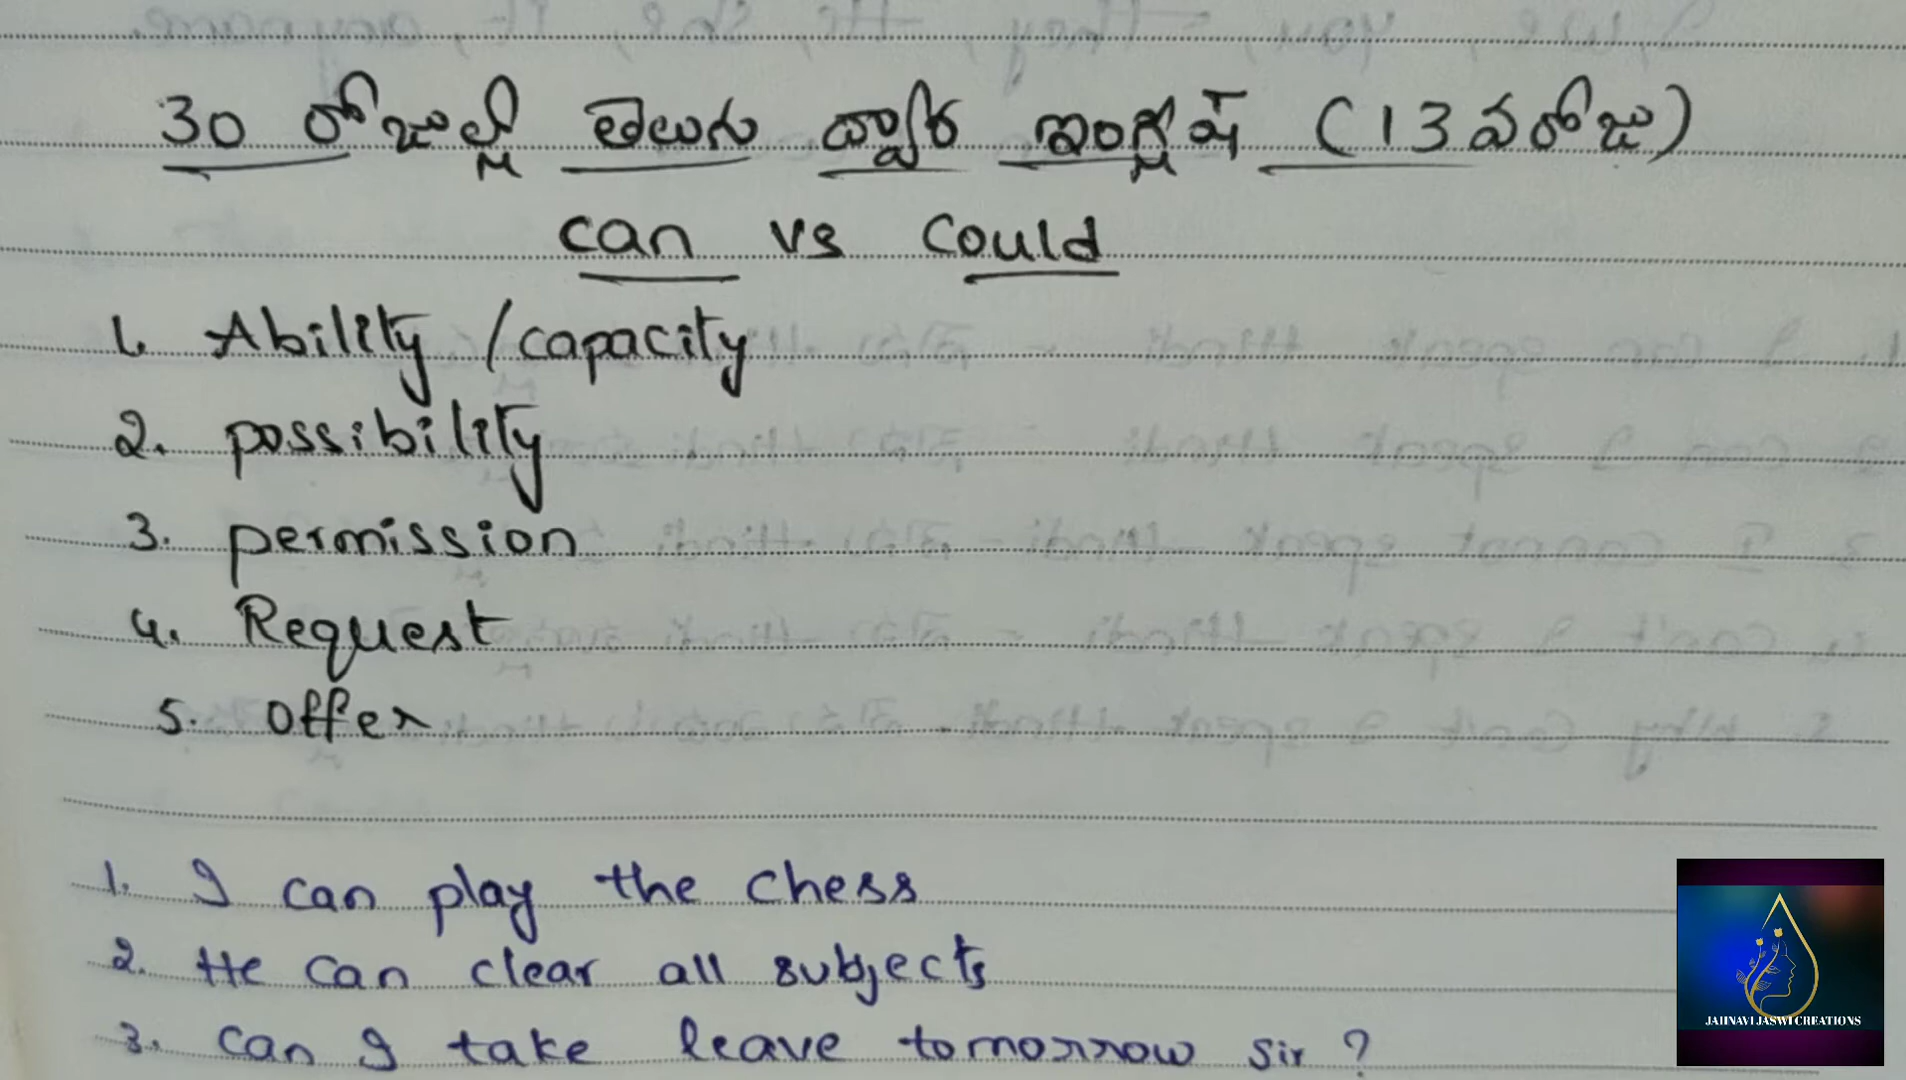 30 రోజుల్లో తెలుగు ద్వారా ఇంగ్లీష్ (13వరోజు)
can vs could
1. Ability /capacity
2. possibility
3. permission
4. Request
5. offer
1. I can play the chess
2. He can clear all subjects
3. can I take leave tomorrow sir ?
JAHNAVI JASWI CREATIONS